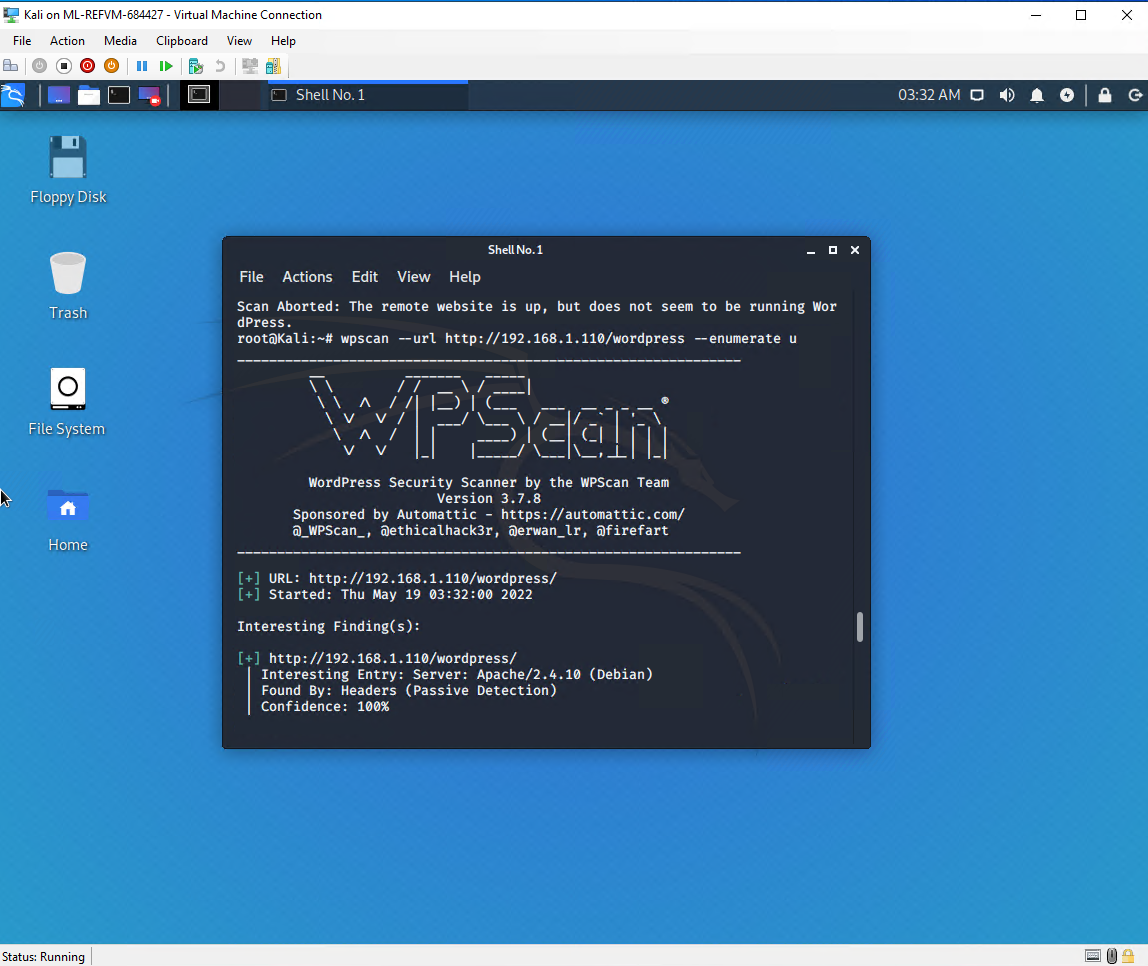 Kali on ML-REFVM-684427 - Virtual Machine Connection
File Action Media Clipboard View Help
Shell No. 1
03:32 AM
Floppy Disk
Trash
File System
Home
Shell No. 1
File Actions Edit View Help
Scan Aborted: The remote website is up, but does not seem to be running Wor
dPress.
root@Kali:~# wpscan --url http://192.168.1.110/wordpress --enumerate u
WPScan ®
WordPress Security Scanner by the WPScan Team
Version 3.7.8
Sponsored by Automattic - https://automattic.com/
@_WPScan_, @ethicalhack3r, @erwan_lr, @firefart
[+] URL: http://192.168.1.110/wordpress/
[+] Started: Thu May 19 03:32:00 2022
Interesting Finding(s):
[+] http://192.168.1.110/wordpress/
| Interesting Entry: Server: Apache/2.4.10 (Debian)
| Found By: Headers (Passive Detection)
| Confidence: 100%
Status: Running